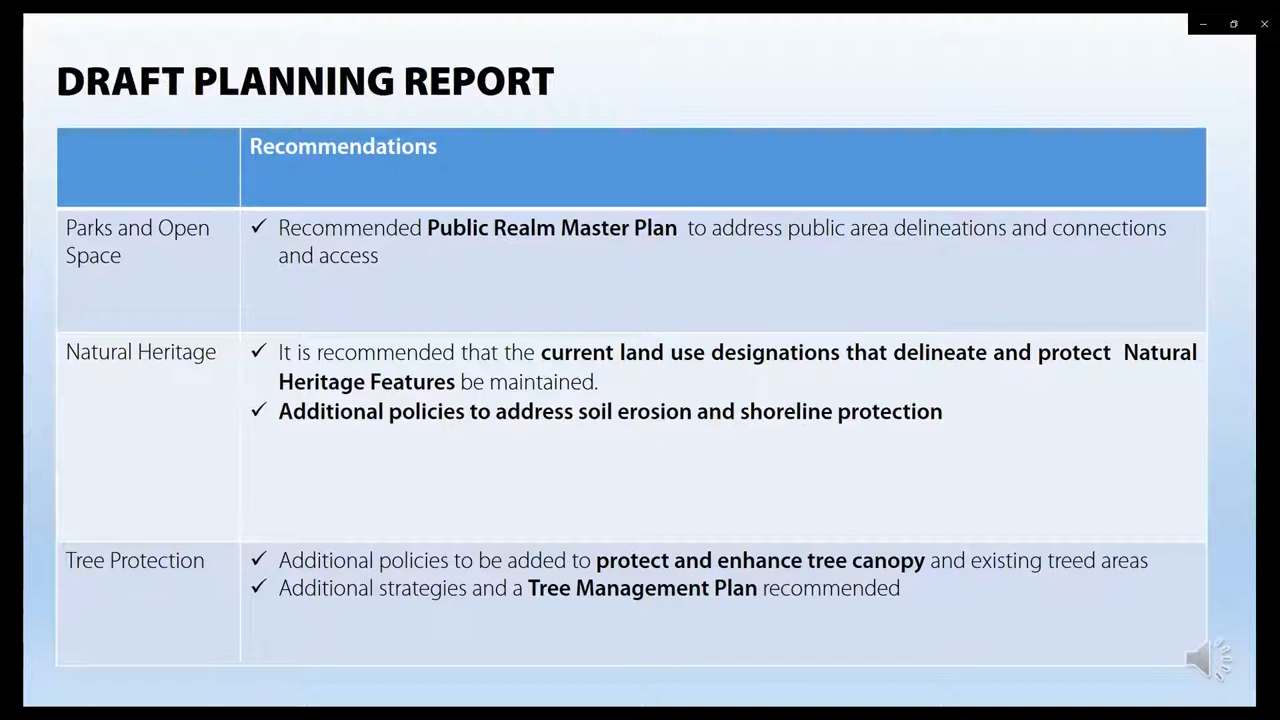 DRAFT PLANNING REPORT
Recommendations
Parks and Open
Space
✓ Recommended Public Realm Master Plan to address public area delineations and connections
and access
Natural Heritage
✓ It is recommended that the current land use designations that delineate and protect Natural
Heritage Features be maintained.
✓ Additional policies to address soil erosion and shoreline protection
Tree Protection
✓ Additional policies to be added to protect and enhance tree canopy and existing treed areas
✓ Additional strategies and a Tree Management Plan recommended